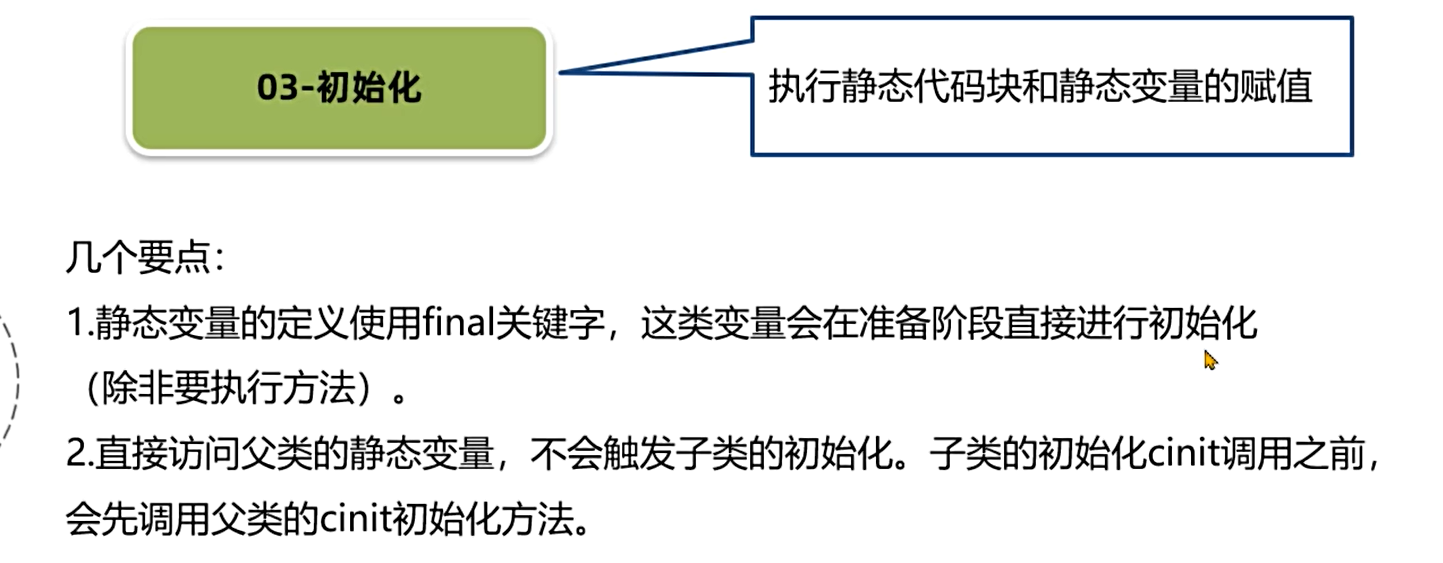 03-初始化
执行静态代码块和静态变量的赋值
几个要点：
1.静态变量的定义使用final关键字，这类变量会在准备阶段直接进行初始化
（除非要执行方法）。
2.直接访问父类的静态变量，不会触发子类的初始化。子类的初始化cinit调用之前，
会先调用父类的cinit初始化方法。